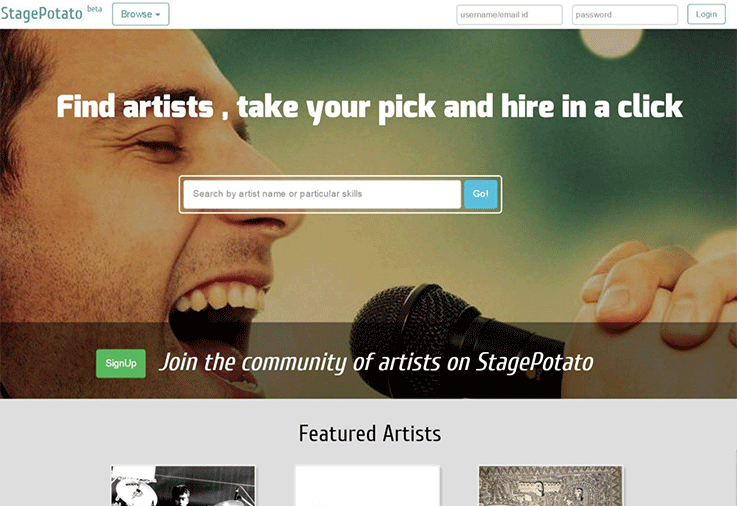 StagePotato beta Browse username/email id password Login
Find artists , take your pick and hire in a click
Search by artist name or particular skills Go!
SignUp Join the community of artists on StagePotato
Featured Artists